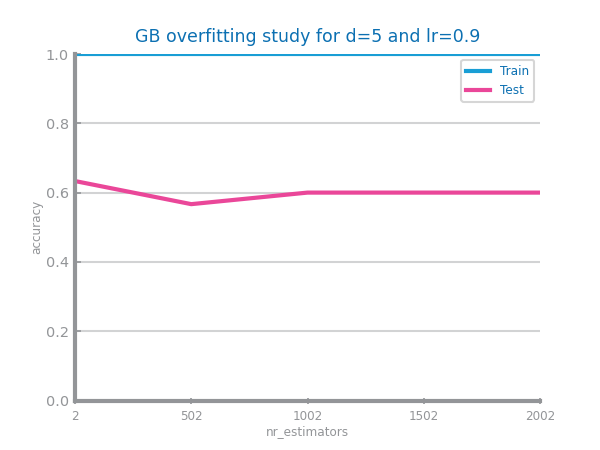 GB overfitting study for d=5 and lr=0.9
1.0
Train
Test
0.8
0.6
accuracy
0.4
0.2
0.0
2 502 1002 1502 2002
nr_estimators